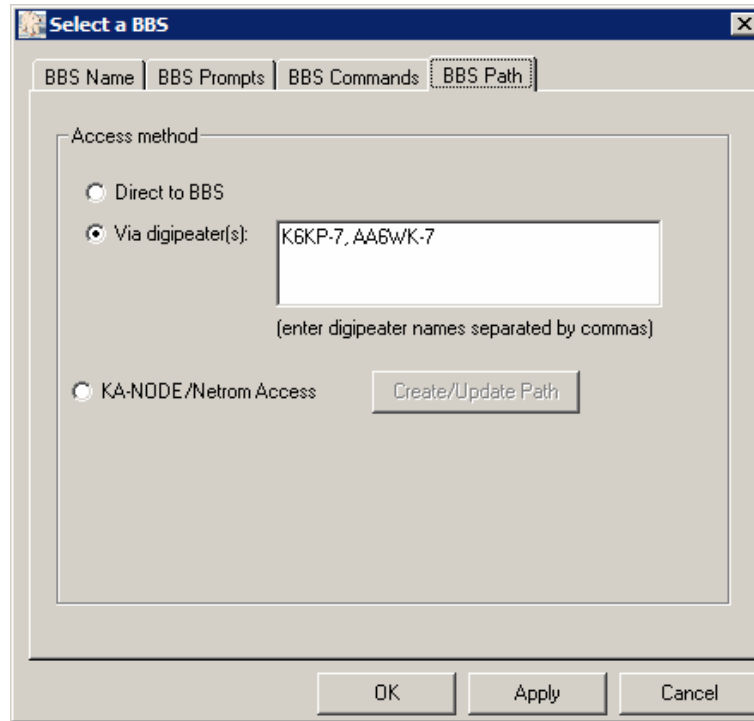 Select a BBS
BBS Name BBS Prompts BBS Commands BBS Path
Access method
Direct to BBS
Via digipeater(s): K6KP-7, AA6WK-7
(enter digipeater names separated by commas)
KA-NODE/Netrom Access Create/Update Path
OK Apply Cancel